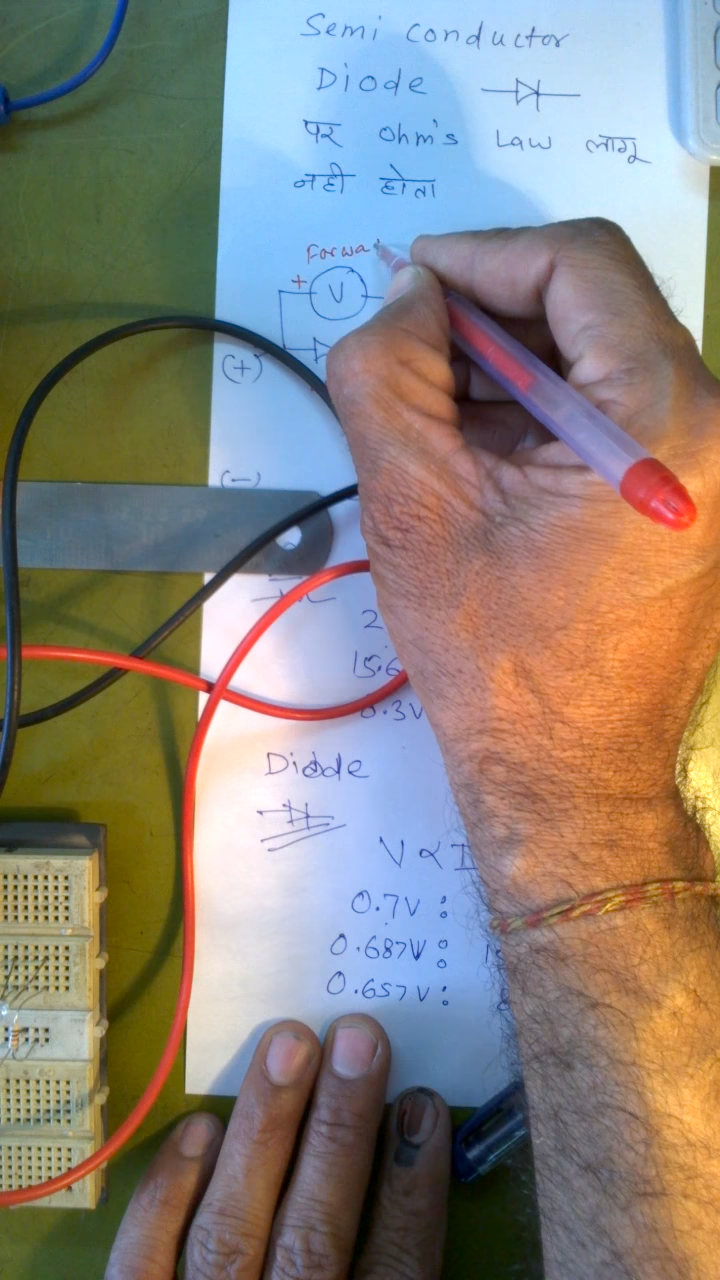 Semi conductor
Diode
पर Ohm's Law लागू
नही होता
Forwa
+
V
(+)
(-)
2
15.6
0.3V
Diode
V ∝ I
0.7V :
0.687V :
0.657V :